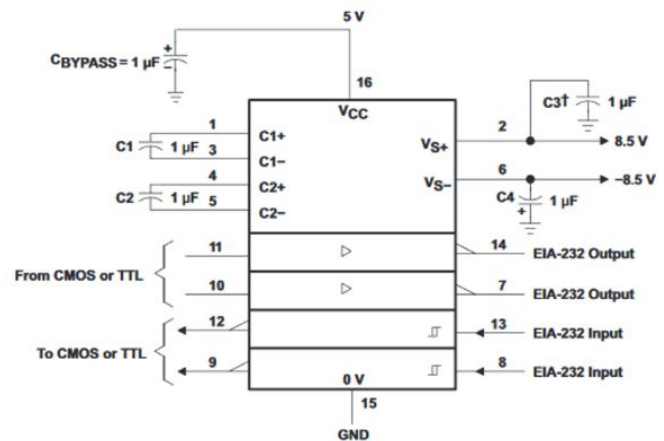 5 V
CBYPASS = 1 µF
+
−
16
VCC
C3† 1 µF
1
C1+
2
C1 1 µF
VS+
8.5 V
3
C1−
4
C2+
6
C2 1 µF
VS−
−8.5 V
5
C2−
C4 1 µF
+
11
14
EIA-232 Output
From CMOS or TTL
10
7
EIA-232 Output
12
13
EIA-232 Input
To CMOS or TTL
9
8
EIA-232 Input
0 V
15
GND